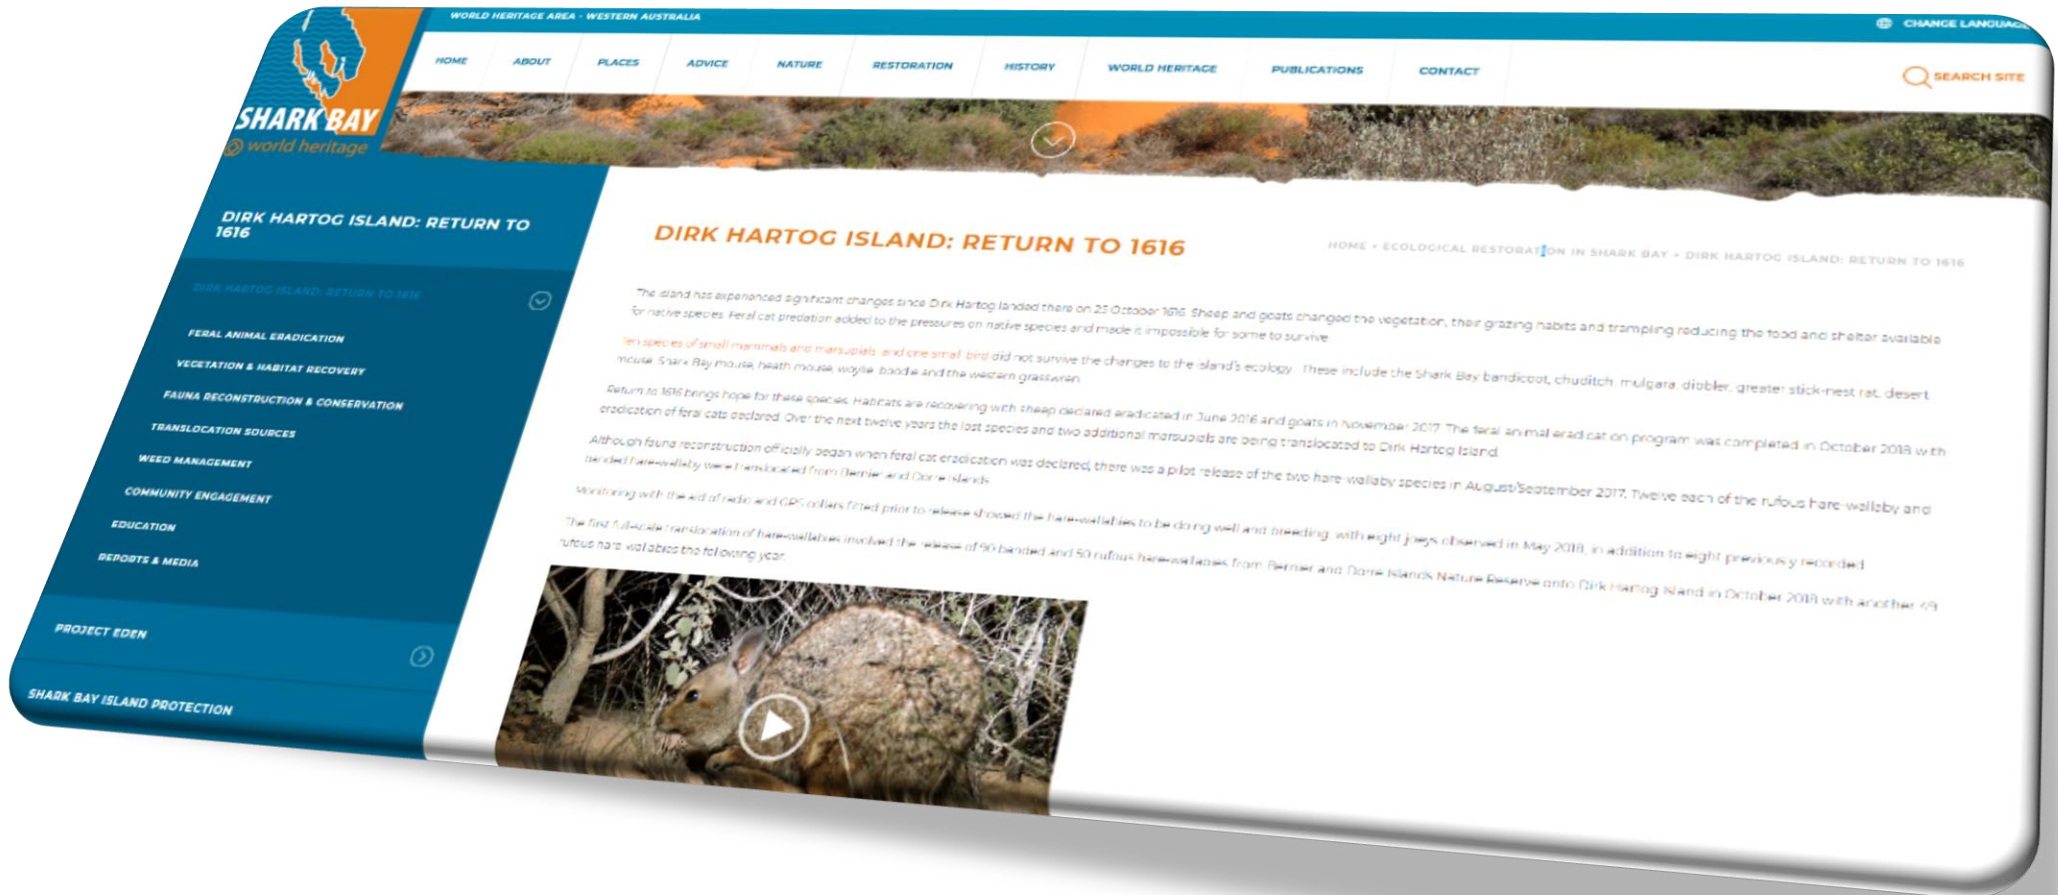 WORLD HERITAGE AREA - WESTERN AUSTRALIA
CHANGE LANGUAGE
HOME
ABOUT
PLACES
ADVICE
NATURE
RESTORATION
HISTORY
WORLD HERITAGE
PUBLICATIONS
CONTACT
SEARCH SITE
SHARK BAY
world heritage
DIRK HARTOG ISLAND: RETURN TO
1616
DIRK HARTOG ISLAND: RETURN TO 1616
FERAL ANIMAL ERADICATION
VEGETATION & HABITAT RECOVERY
FAUNA RECONSTRUCTION & CONSERVATION
TRANSLOCATION SOURCES
WEED MANAGEMENT
COMMUNITY ENGAGEMENT
EDUCATION
REPORTS & MEDIA
PROJECT EDEN
SHARK BAY ISLAND PROTECTION
DIRK HARTOG ISLAND: RETURN TO 1616
HOME » ECOLOGICAL RESTORATION IN SHARK BAY » DIRK HARTOG ISLAND: RETURN TO 1616
The island has experienced significant changes since Dirk Hartog landed there on 25 October 1616. Sheep and goats changed the vegetation, their grazing habits and trampling reducing the food and shelter available
for native species. Feral cat predation added to the pressures on native species and made it impossible for some to survive.
Ten species of small mammals and marsupials, and one small bird did not survive the changes to the island's ecology. These include the Shark Bay bandicoot, chuditch, mulgara, dibbler, greater stick-nest rat, desert
mouse, Shark Bay mouse, heath mouse, woylie, boodie and the western grasswren.
Return to 1616 brings hope for these species. Habitats are recovering with sheep declared eradicated in June 2016 and goats in November 2017. The feral animal eradication program was completed in October 2018 with
eradication of feral cats declared. Over the next twelve years the lost species and two additional marsupials are being translocated to Dirk Hartog Island.
Although fauna reconstruction officially began when feral cat eradication was declared, there was a pilot release of the two hare-wallaby species in August/September 2017. Twelve each of the rufous hare-wallaby and
banded hare-wallaby were translocated from Bernier and Dorre Islands.
Monitoring with the aid of radio and GPS collars fitted prior to release showed the hare-wallabies to be doing well and breeding, with eight joeys observed in May 2018, in addition to eight previously recorded.
The first full-scale translocation of hare-wallabies involved the release of 90 banded and 50 rufous hare-wallabies from Bernier and Dorre Islands Nature Reserve onto Dirk Hartog Island in October 2018 with another 49
rufous hare-wallabies the following year.